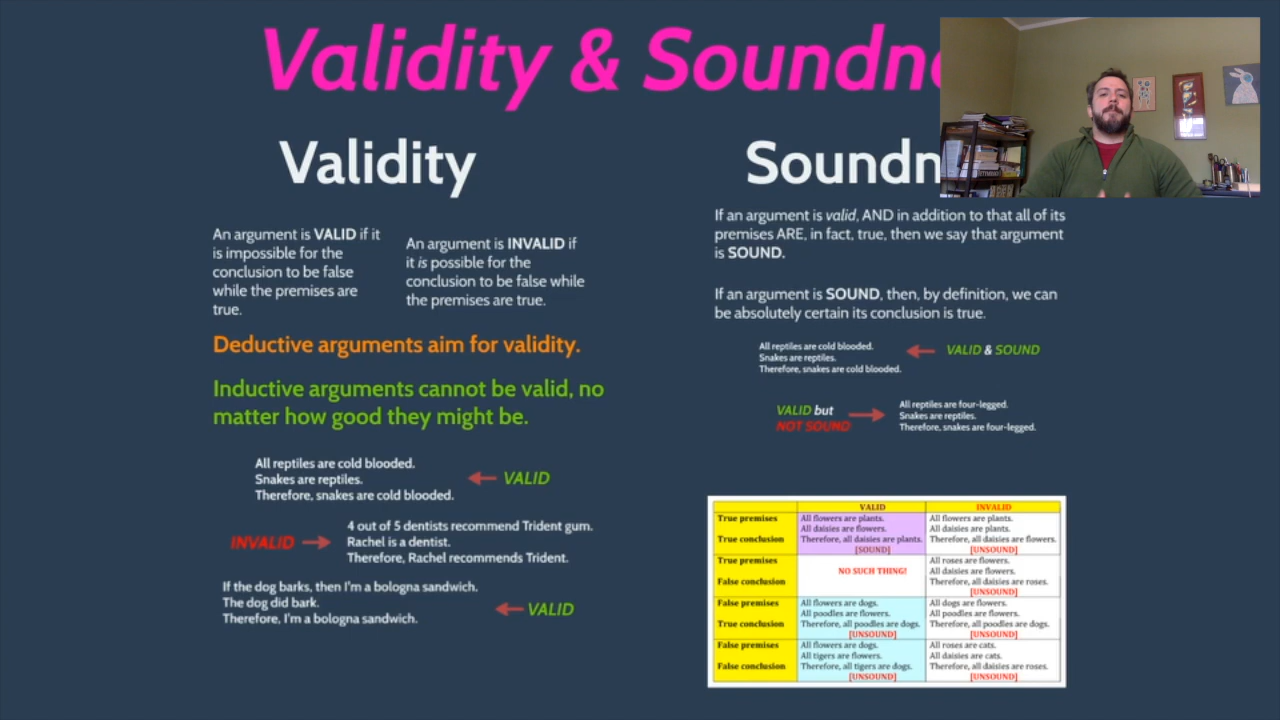 Validity & Soundn
Validity
An argument is VALID if it
is impossible for the
conclusion to be false
while the premises are
true.
An argument is INVALID if
it is possible for the
conclusion to be false while
the premises are true.
Deductive arguments aim for validity.
Inductive arguments cannot be valid, no
matter how good they might be.
All reptiles are cold blooded.
Snakes are reptiles.
Therefore, snakes are cold blooded.
VALID
INVALID
4 out of 5 dentists recommend Trident gum.
Rachel is a dentist.
Therefore, Rachel recommends Trident.
If the dog barks, then I'm a bologna sandwich.
The dog did bark.
Therefore, I'm a bologna sandwich.
VALID
Soundn
If an argument is valid, AND in addition to that all of its
premises ARE, in fact, true, then we say that argument
is SOUND.
If an argument is SOUND, then, by definition, we can
be absolutely certain its conclusion is true.
All reptiles are cold blooded.
Snakes are reptiles.
Therefore, snakes are cold blooded.
VALID & SOUND
VALID but
NOT SOUND
All reptiles are four-legged.
Snakes are reptiles.
Therefore, snakes are four-legged.
VALID INVALID
True premises
True conclusion
All flowers are plants.
All daisies are flowers.
Therefore, all daisies are plants.
[SOUND]
All flowers are plants.
All daisies are plants.
Therefore, all daisies are flowers.
[UNSOUND]
True premises
False conclusion
NO SUCH THING!
All roses are flowers.
All daisies are flowers.
Therefore, all daisies are roses.
[UNSOUND]
False premises
True conclusion
All flowers are dogs.
All poodles are flowers.
Therefore, all poodles are dogs.
[UNSOUND]
All dogs are flowers.
All poodles are flowers.
Therefore, all poodles are dogs.
[UNSOUND]
False premises
False conclusion
All flowers are dogs.
All tigers are flowers.
Therefore, all tigers are dogs.
[UNSOUND]
All roses are cats.
All daisies are cats.
Therefore, all daisies are roses.
[UNSOUND]